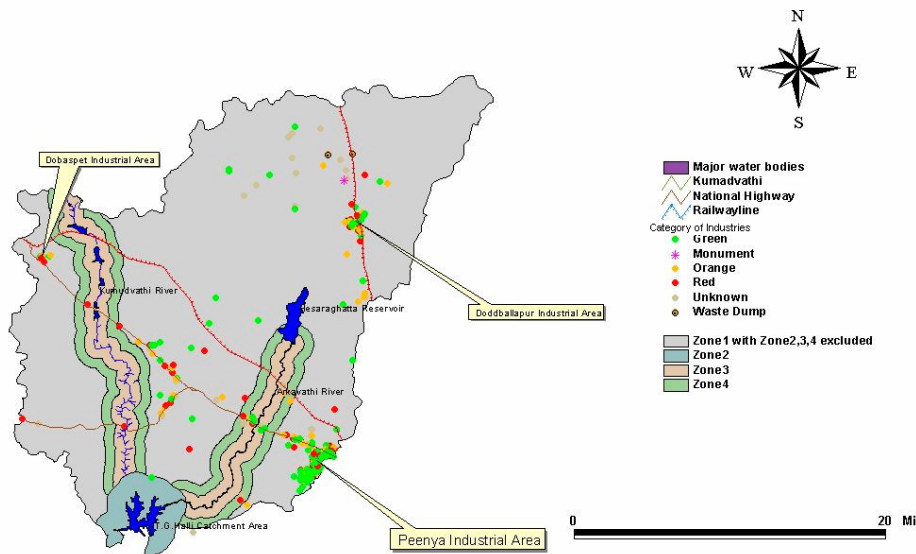 N
W E
S
Dobaspet Industrial Area
Major water bodies
Kumadvathi
National Highway
Railwayline
Category of Industries
Green
Monument
Orange
Red
Unknown
Waste Dump
Kumudvathi River
Hesaraghatta Reservoir
Doddballapur Industrial Area
Zone1 with Zone2,3,4 excluded
Zone2
Zone3
Zone4
Arkavathi River
T.G.Halli Catchment Area
Peenya Industrial Area
0 20 Mi